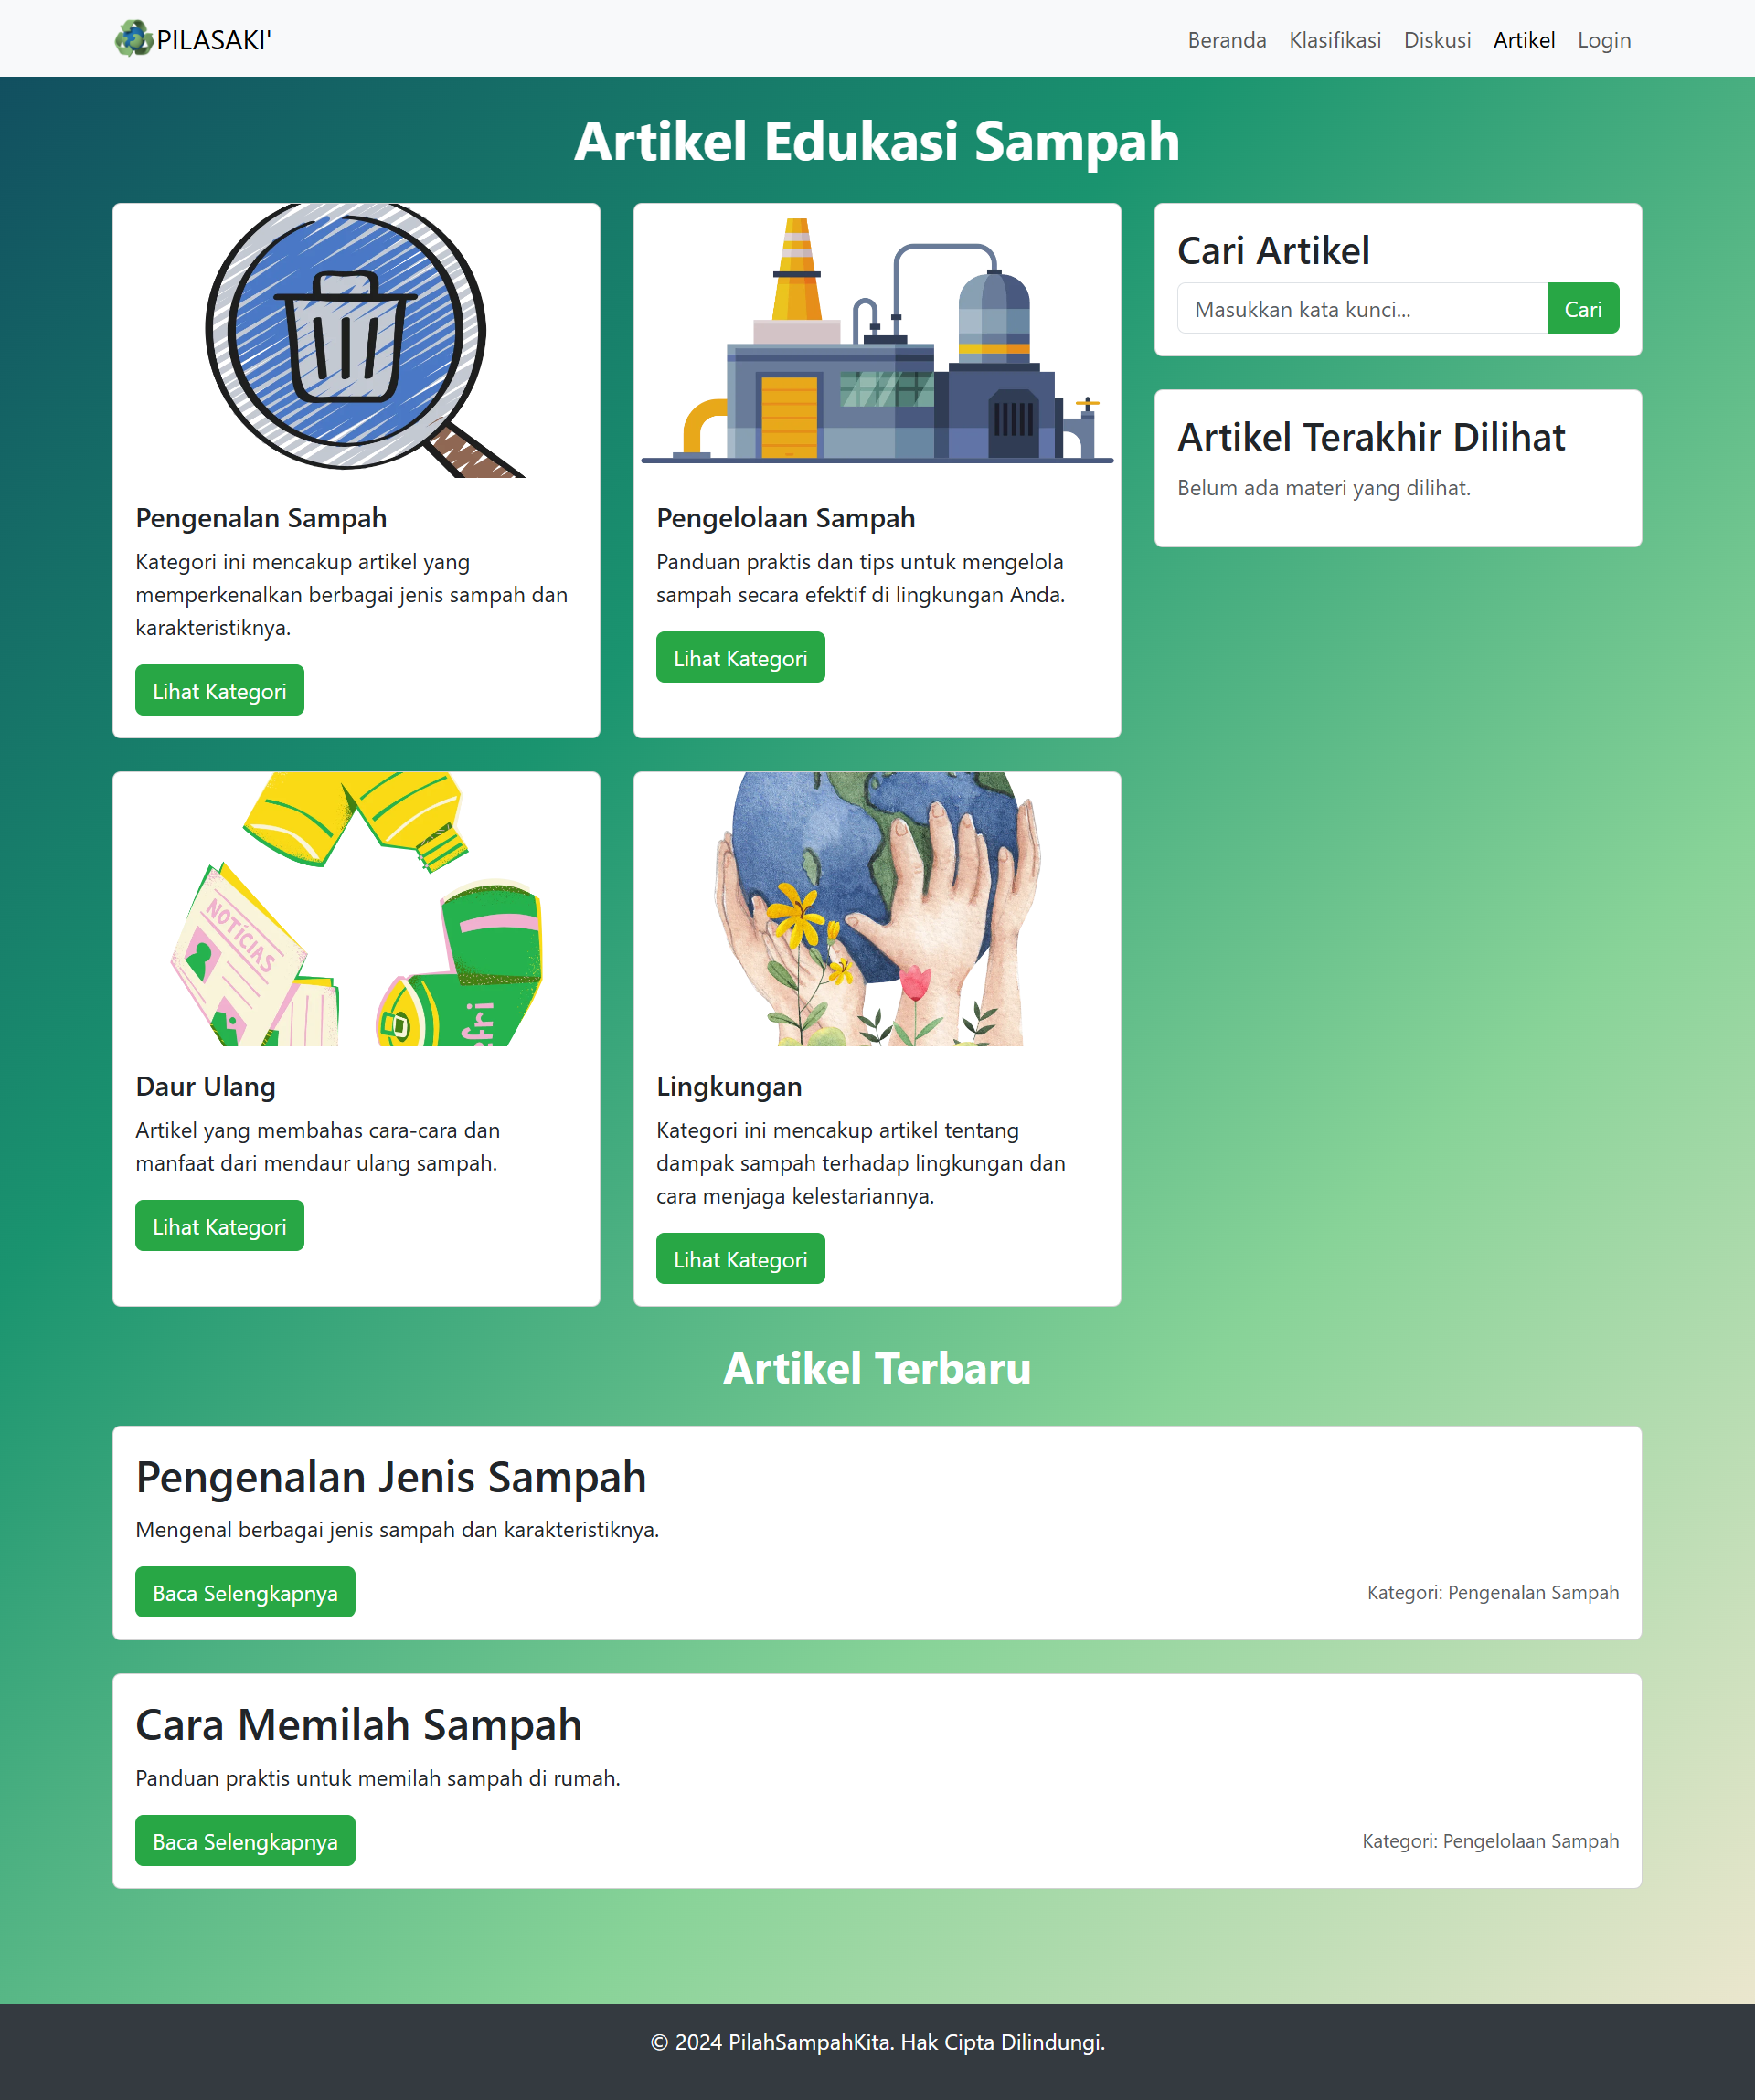 PILASAKI'
Beranda Klasifikasi Diskusi Artikel Login
Artikel Edukasi Sampah
Pengenalan Sampah
Kategori ini mencakup artikel yang
memperkenalkan berbagai jenis sampah dan
karakteristiknya.
Lihat Kategori
Pengelolaan Sampah
Panduan praktis dan tips untuk mengelola
sampah secara efektif di lingkungan Anda.
Lihat Kategori
Cari Artikel
Masukkan kata kunci...
Cari
Artikel Terakhir Dilihat
Belum ada materi yang dilihat.
NOTÍCIAS
Daur Ulang
Artikel yang membahas cara-cara dan
manfaat dari mendaur ulang sampah.
Lihat Kategori
Lingkungan
Kategori ini mencakup artikel tentang
dampak sampah terhadap lingkungan dan
cara menjaga kelestariannya.
Lihat Kategori
Artikel Terbaru
Pengenalan Jenis Sampah
Mengenal berbagai jenis sampah dan karakteristiknya.
Baca Selengkapnya
Kategori: Pengenalan Sampah
Cara Memilah Sampah
Panduan praktis untuk memilah sampah di rumah.
Baca Selengkapnya
Kategori: Pengelolaan Sampah
© 2024 PilahSampahKita. Hak Cipta Dilindungi.